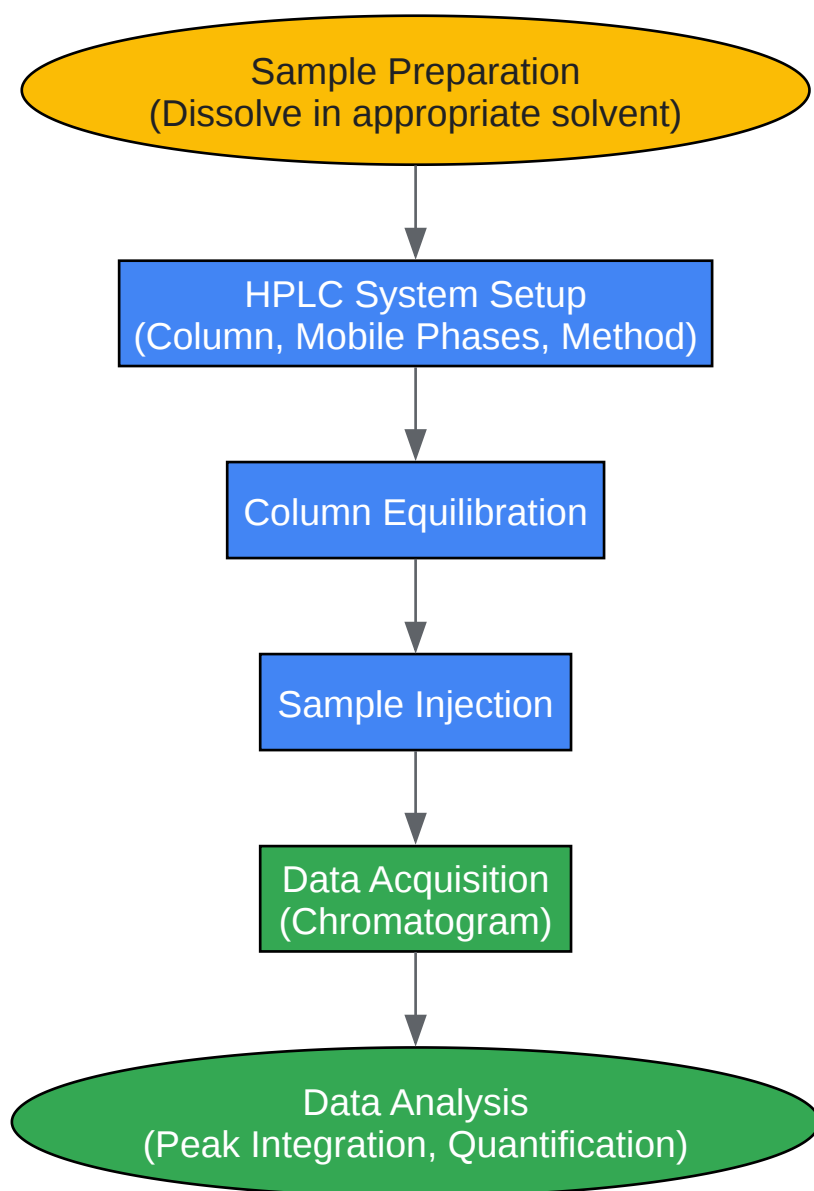 Sample Preparation
(Dissolve in appropriate solvent)
HPLC System Setup
(Column, Mobile Phases, Method)
Column Equilibration
Sample Injection
Data Acquisition
(Chromatogram)
Data Analysis
(Peak Integration, Quantification)